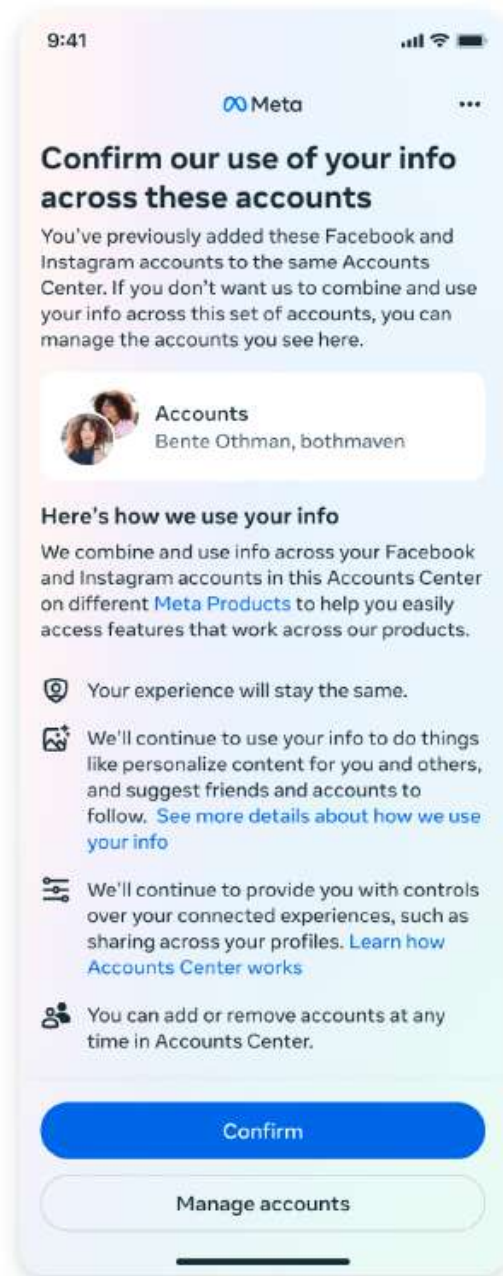 9:41
Meta
Confirm our use of your info
across these accounts
You've previously added these Facebook and
Instagram accounts to the same Accounts
Center. If you don't want us to combine and use
your info across this set of accounts, you can
manage the accounts you see here.
Accounts
Bente Othman, bothmaven
Here's how we use your info
We combine and use info across your Facebook
and Instagram accounts in this Accounts Center
on different Meta Products to help you easily
access features that work across our products.
Your experience will stay the same.
We'll continue to use your info to do things
like personalize content for you and others,
and suggest friends and accounts to
follow. See more details about how we use
your info
We'll continue to provide you with controls
over your connected experiences, such as
sharing across your profiles. Learn how
Accounts Center works
You can add or remove accounts at any
time in Accounts Center.
Confirm
Manage accounts